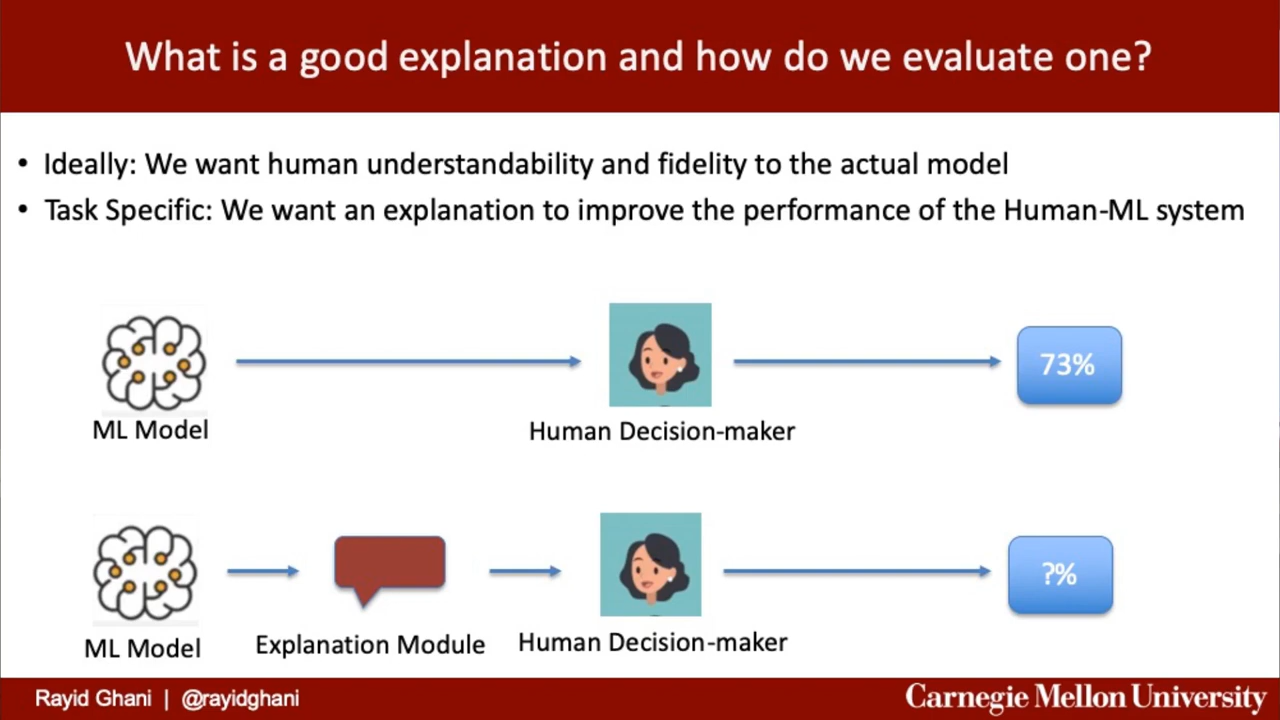 What is a good explanation and how do we evaluate one?
• Ideally: We want human understandability and fidelity to the actual model
• Task Specific: We want an explanation to improve the performance of the Human-ML system
73%
ML Model
Human Decision-maker
?%
ML Model
Explanation Module
Human Decision-maker
Rayid Ghani | @rayidghani
Carnegie Mellon University